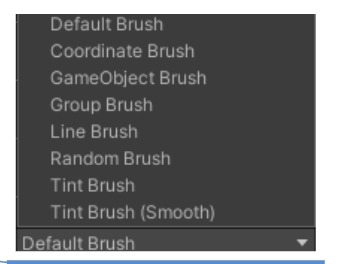 Default Brush
Coordinate Brush
GameObject Brush
Group Brush
Line Brush
Random Brush
Tint Brush
Tint Brush (Smooth)
Default Brush